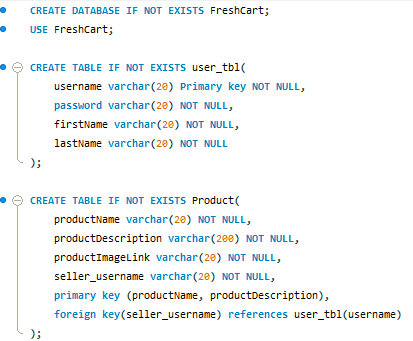 CREATE DATABASE IF NOT EXISTS FreshCart;
USE FreshCart;
CREATE TABLE IF NOT EXISTS user_tbl(
username varchar(20) Primary key NOT NULL,
password varchar(20) NOT NULL,
firstName varchar(20) NOT NULL,
lastName varchar(20) NOT NULL
);
CREATE TABLE IF NOT EXISTS Product(
productName varchar(20) NOT NULL,
productDescription varchar(200) NOT NULL,
productImageLink varchar(20) NOT NULL,
seller_username varchar(20) NOT NULL,
primary key (productName, productDescription),
foreign key(seller_username) references user_tbl(username)
);